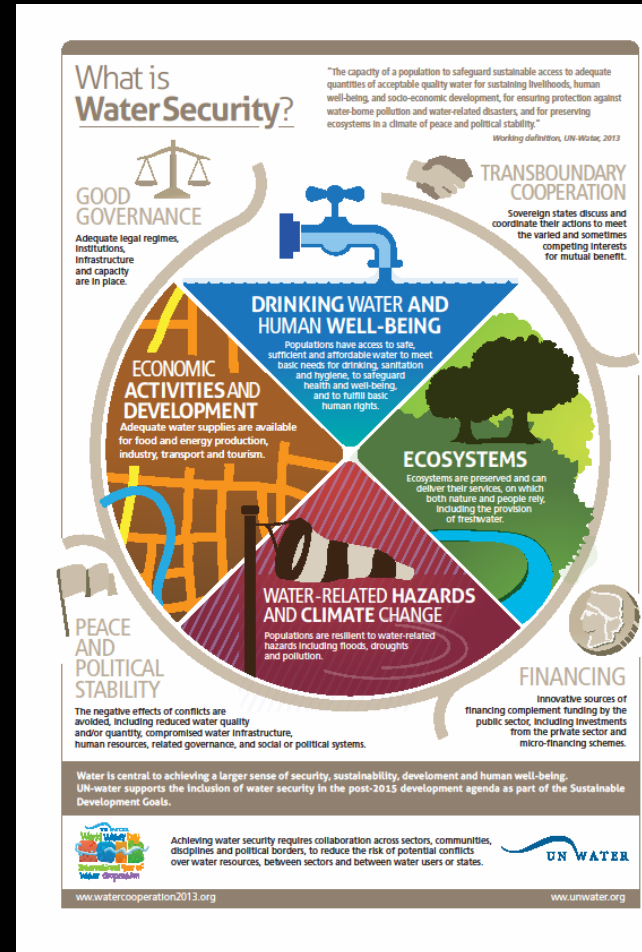 What is
Water Security?
"The capacity of a population to safeguard sustainable access to adequate
quantities of acceptable quality water for sustaining livelihoods, human
well-being, and socio-economic development, for ensuring protection against
water-borne pollution and water-related disasters, and for preserving
ecosystems in a climate of peace and political stability."
Working definition, UN-Water, 2013
GOOD
GOVERNANCE
Adequate legal regimes,
institutions,
infrastructure
and capacity
are in place.
TRANSBOUNDARY
COOPERATION
Sovereign states discuss and
coordinate their actions to meet
the varied and sometimes
competing interests
for mutual benefit.
DRINKING WATER AND
HUMAN WELL-BEING
Populations have access to safe,
sufficient and affordable water to meet
basic needs for drinking, sanitation
and hygiene, to safeguard
health and well-being,
and to fulfill basic
human rights.
ECONOMIC
ACTIVITIES AND
DEVELOPMENT
Adequate water supplies are available
for food and energy production,
industry, transport and tourism.
ECOSYSTEMS
Ecosystems are preserved and can
deliver their services, on which
both nature and people rely,
including the provision
of freshwater.
WATER-RELATED HAZARDS
AND CLIMATE CHANGE
Populations are resilient to water-related
hazards including floods, droughts
and pollution.
PEACE
AND
POLITICAL
STABILITY
The negative effects of conflicts are
avoided, including reduced water quality
and/or quantity, compromised water infrastructure,
human resources, related governance, and social or political systems.
FINANCING
Innovative sources of
financing complement funding by the
public sector, including investments
from the private sector and
micro-financing schemes.
Water is central to achieving a larger sense of security, sustainability, develoment and human well-being.
UN-water supports the inclusion of water security in the post-2015 development agenda as part of the Sustainable
Development Goals.
UN WATER
World Water Day
International Year of
Water Cooperation
Achieving water security requires collaboration across sectors, communities,
disciplines and political borders, to reduce the risk of potential conflicts
over water resources, between sectors and between water users or states.
UN WATER
www.watercooperation2013.org
www.unwater.org